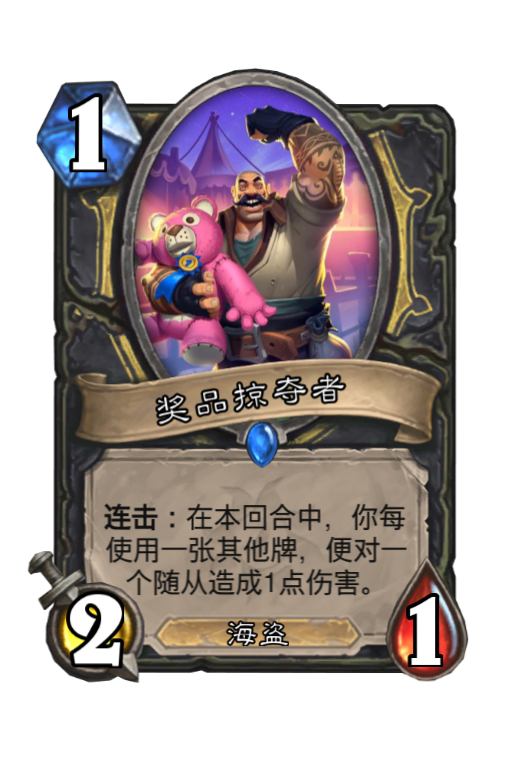 1
奖品掠夺者
连击：在本回合中，你每
使用一张其他牌，便对一
个随从造成1点伤害。
2
海盗
1